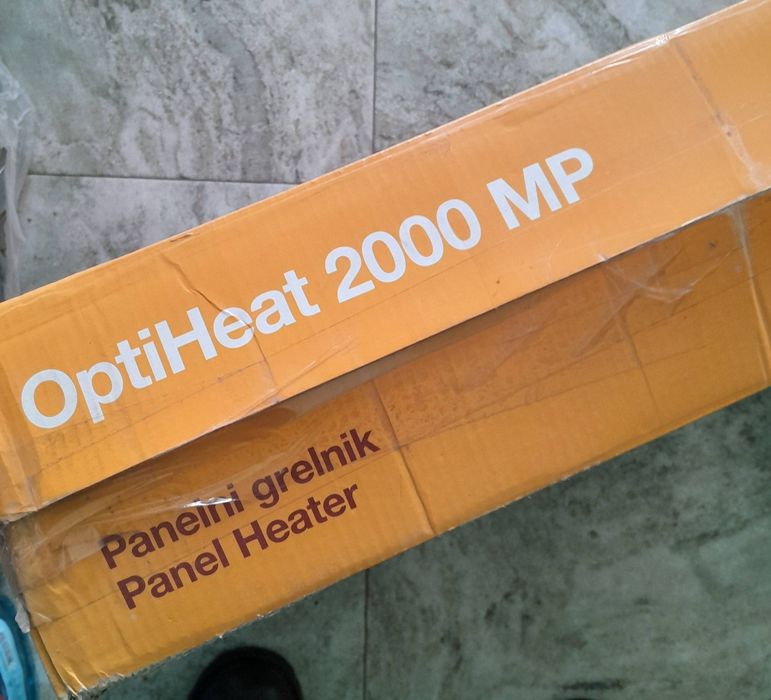 OptiHeat 2000 MP
Panelni grelnik
Panel Heater